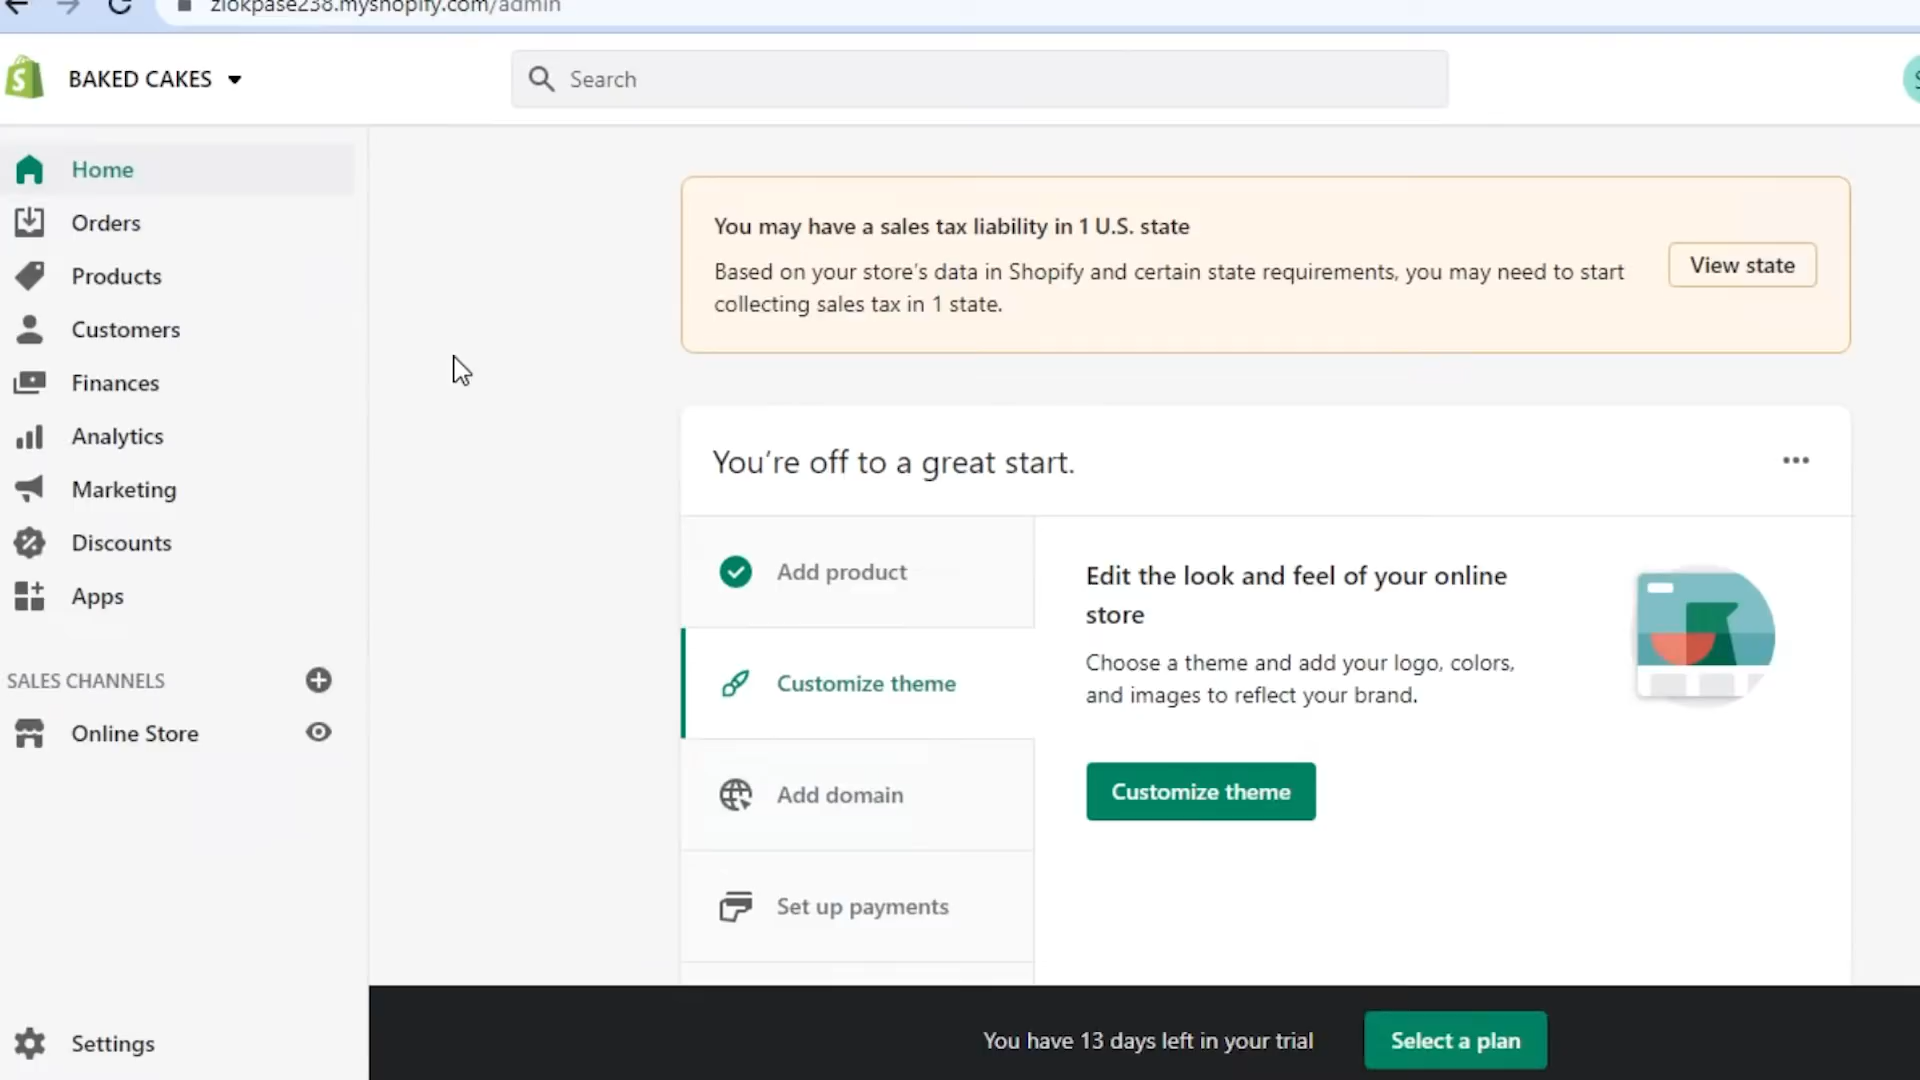 zlokpase238.myshopify.com/admin
BAKED CAKES
Search
S
Home
Orders
Products
Customers
Finances
Analytics
Marketing
Discounts
Apps
SALES CHANNELS
Online Store
Settings
You may have a sales tax liability in 1 U.S. state
Based on your store's data in Shopify and certain state requirements, you may need to start
collecting sales tax in 1 state.
View state
You're off to a great start.
Add product
Customize theme
Add domain
Set up payments
Edit the look and feel of your online
store
Choose a theme and add your logo, colors,
and images to reflect your brand.
Customize theme
You have 13 days left in your trial
Select a plan